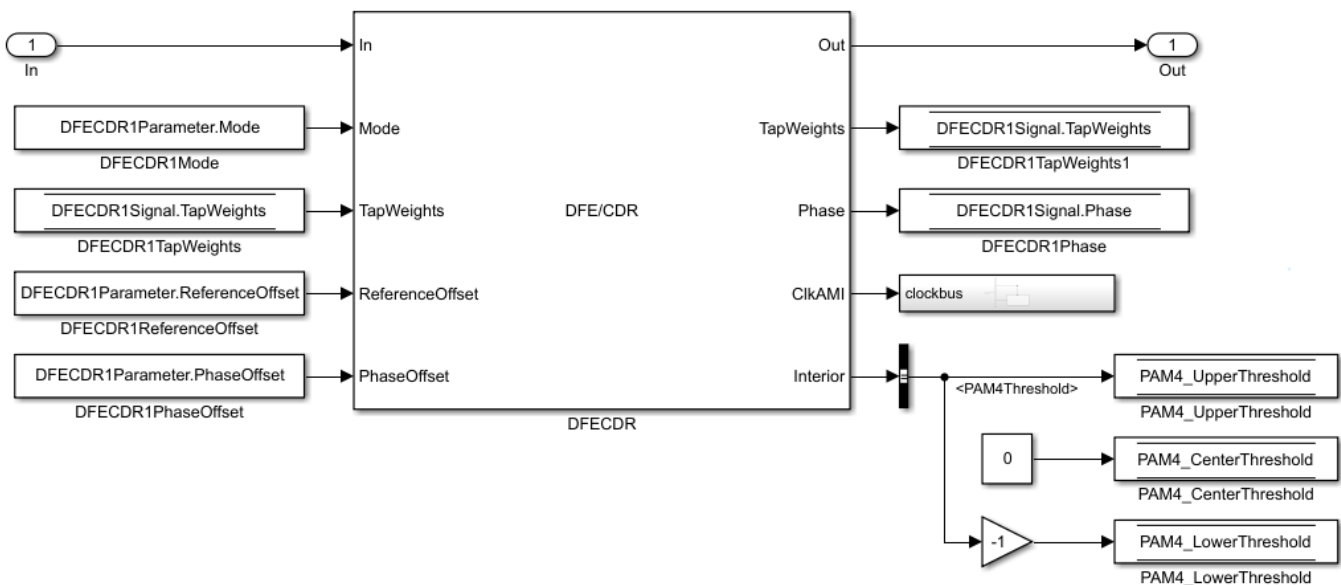 1
In
DFECDR1Parameter.Mode
DFECDR1Mode
DFECDR1Signal.TapWeights
DFECDR1TapWeights
DFECDR1Parameter.ReferenceOffset
DFECDR1ReferenceOffset
DFECDR1Parameter.PhaseOffset
DFECDR1PhaseOffset
In
Mode
TapWeights
ReferenceOffset
PhaseOffset
DFE/CDR
Out
TapWeights
Phase
ClkAMI
Interior
DFECDR
1
Out
DFECDR1Signal.TapWeights
DFECDR1TapWeights1
DFECDR1Signal.Phase
DFECDR1Phase
clockbus
<PAM4Threshold>
PAM4_UpperThreshold
PAM4_UpperThreshold
0
PAM4_CenterThreshold
PAM4_CenterThreshold
-1
PAM4_LowerThreshold
PAM4_LowerThreshold